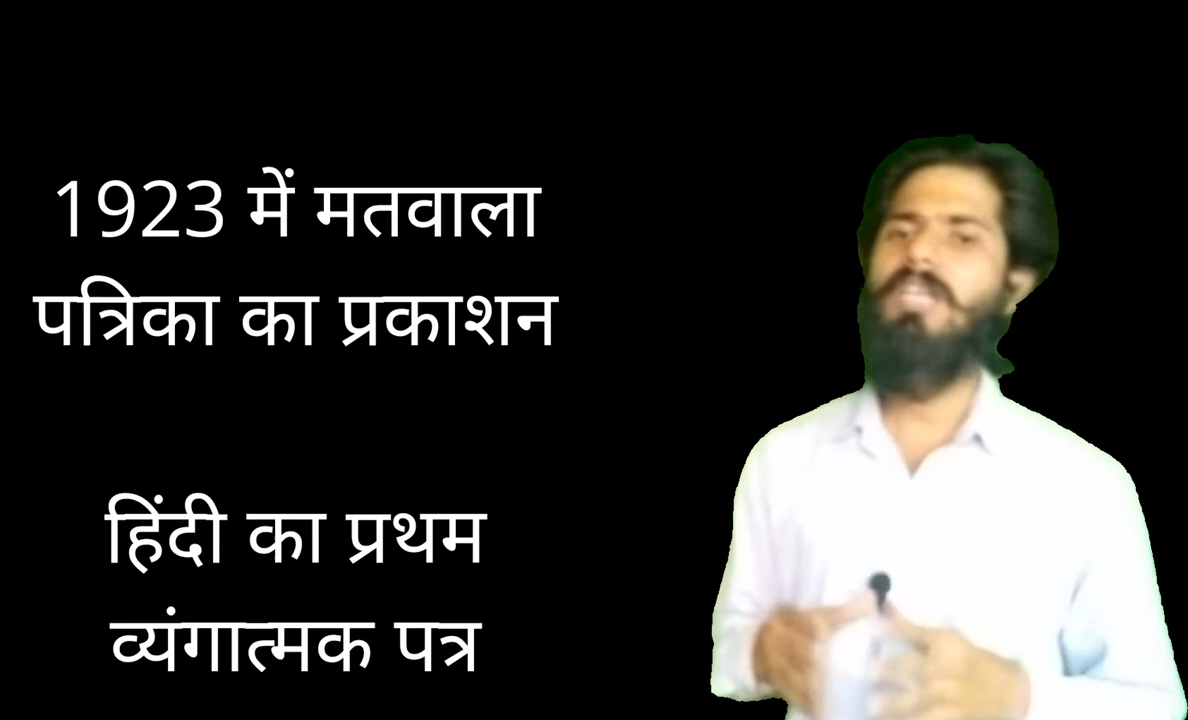 1923 में मतवाला
पत्रिका का प्रकाशन
हिंदी का प्रथम
व्यंगात्मक पत्र